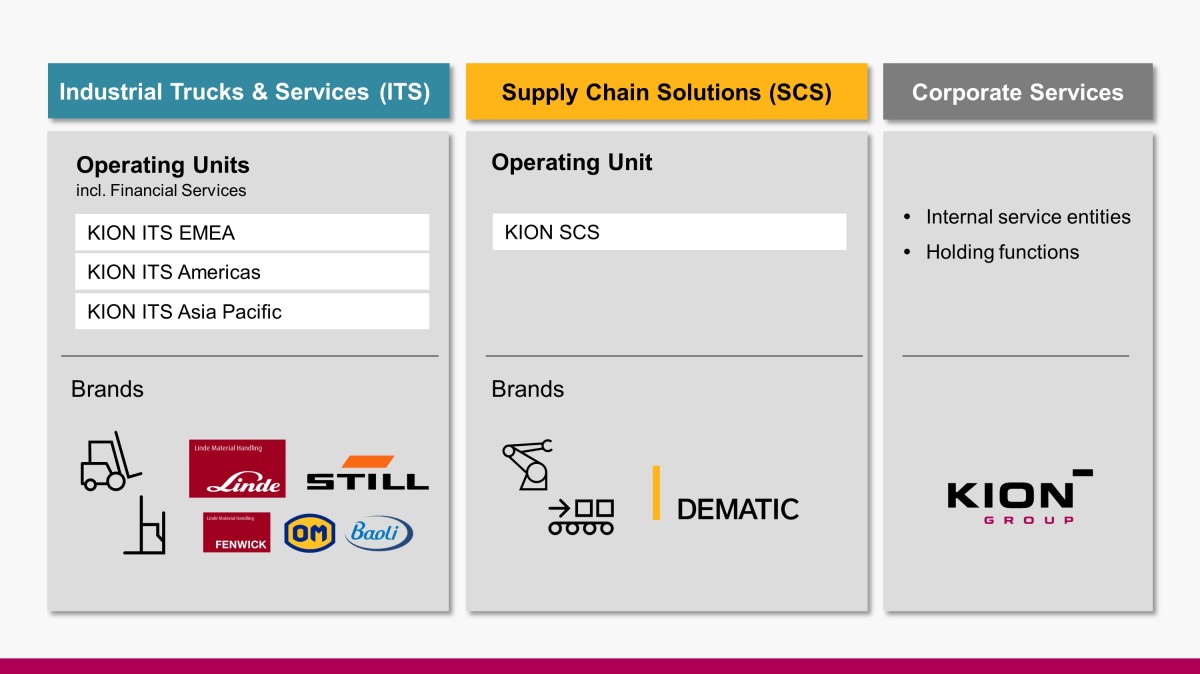 Industrial Trucks & Services (ITS)
Operating Units
incl. Financial Services
KION ITS EMEA
KION ITS Americas
KION ITS Asia Pacific
Brands
Linde Material Handling
Linde
STILL
Linde Material Handling
FENWICK
OM
Baoli
Supply Chain Solutions (SCS)
Operating Unit
KION SCS
Brands
DEMATIC
Corporate Services
• Internal service entities
• Holding functions
KION
GROUP